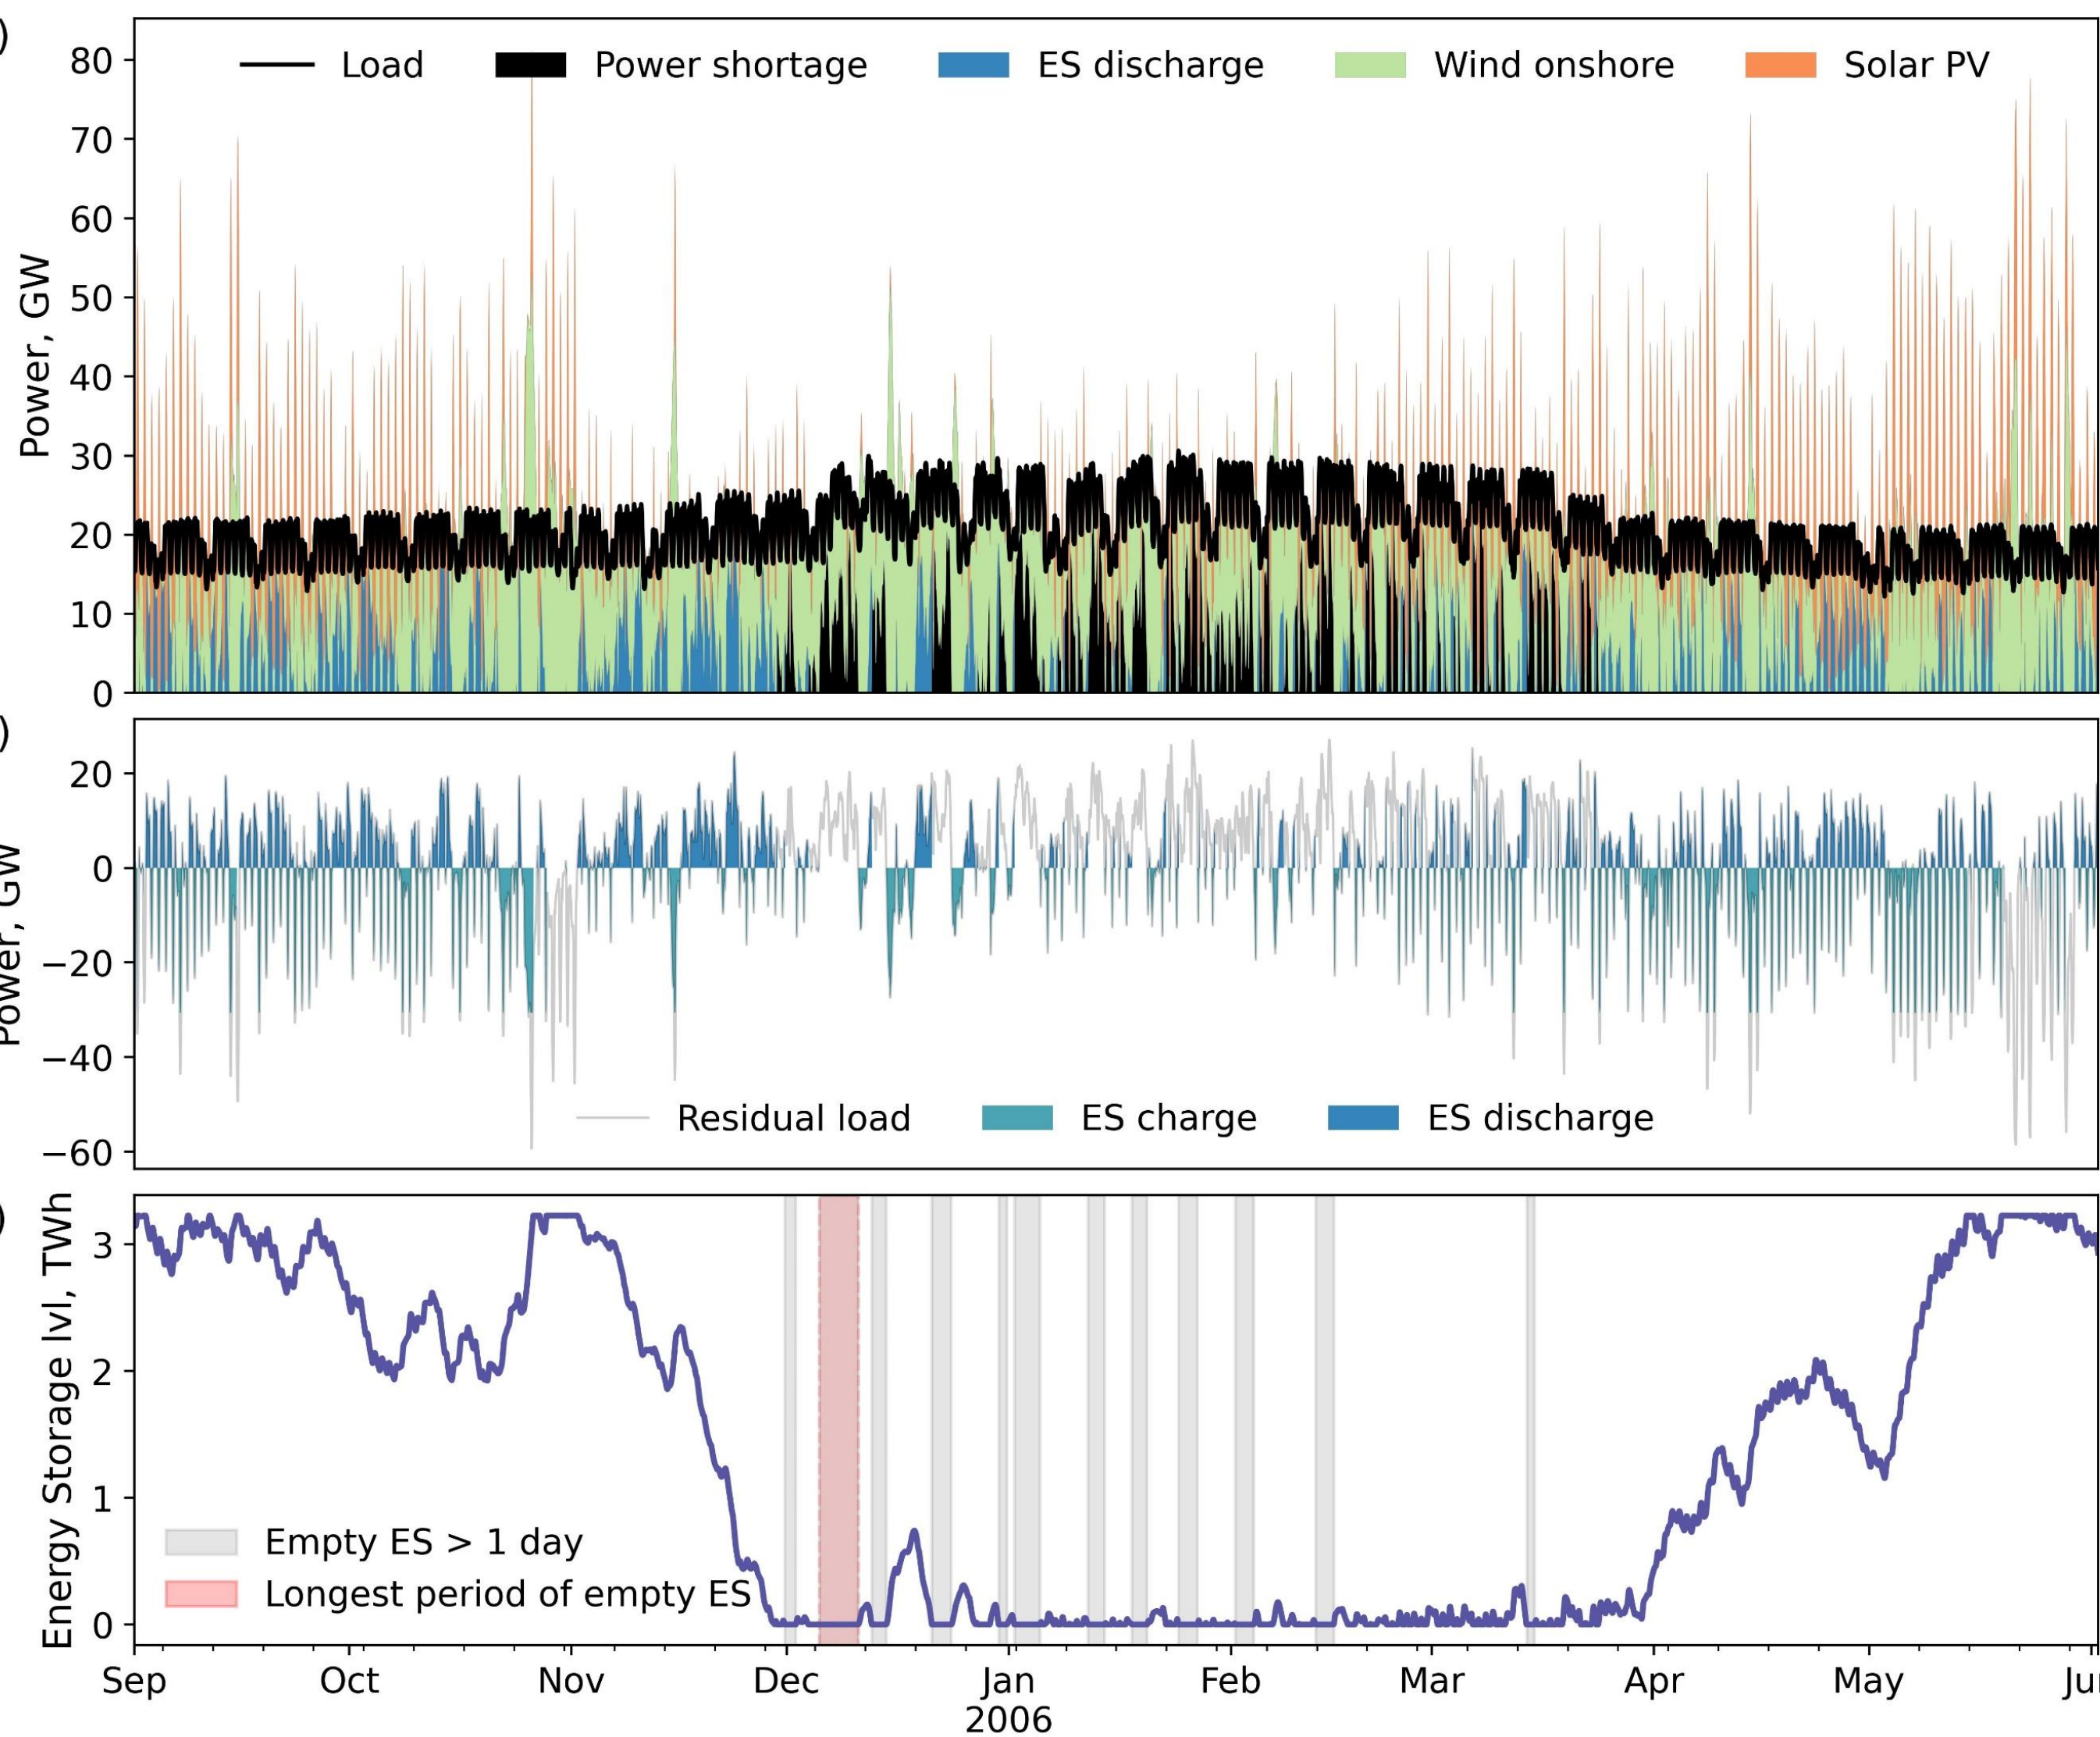 )
Load Power shortage ES discharge Wind onshore Solar PV
80
70
60
50
40
30
20
10
0
Power, GW
)
20
0
−20
−40
−60
Power, GW
Residual load ES charge ES discharge
)
3
2
1
0
Energy Storage lvl, TWh
Empty ES > 1 day
Longest period of empty ES
Sep Oct Nov Dec Jan Feb Mar Apr May Ju
2006